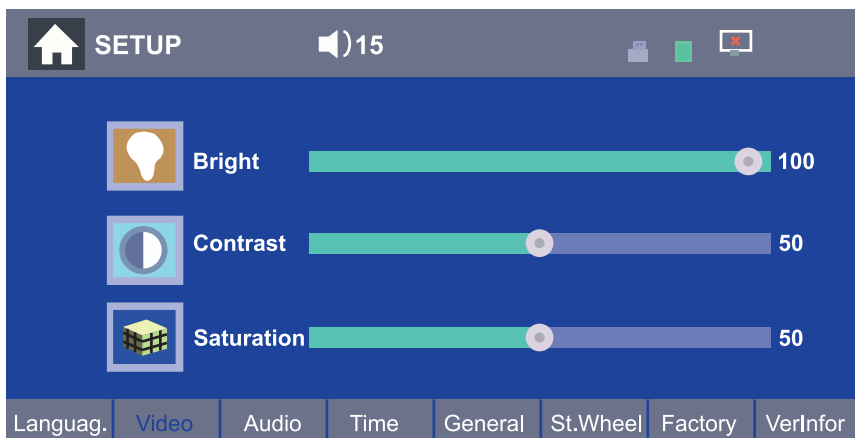 SETUP 15
Bright 100
Contrast 50
Saturation 50
Languag. Video Audio Time General St.Wheel Factory VerInfor